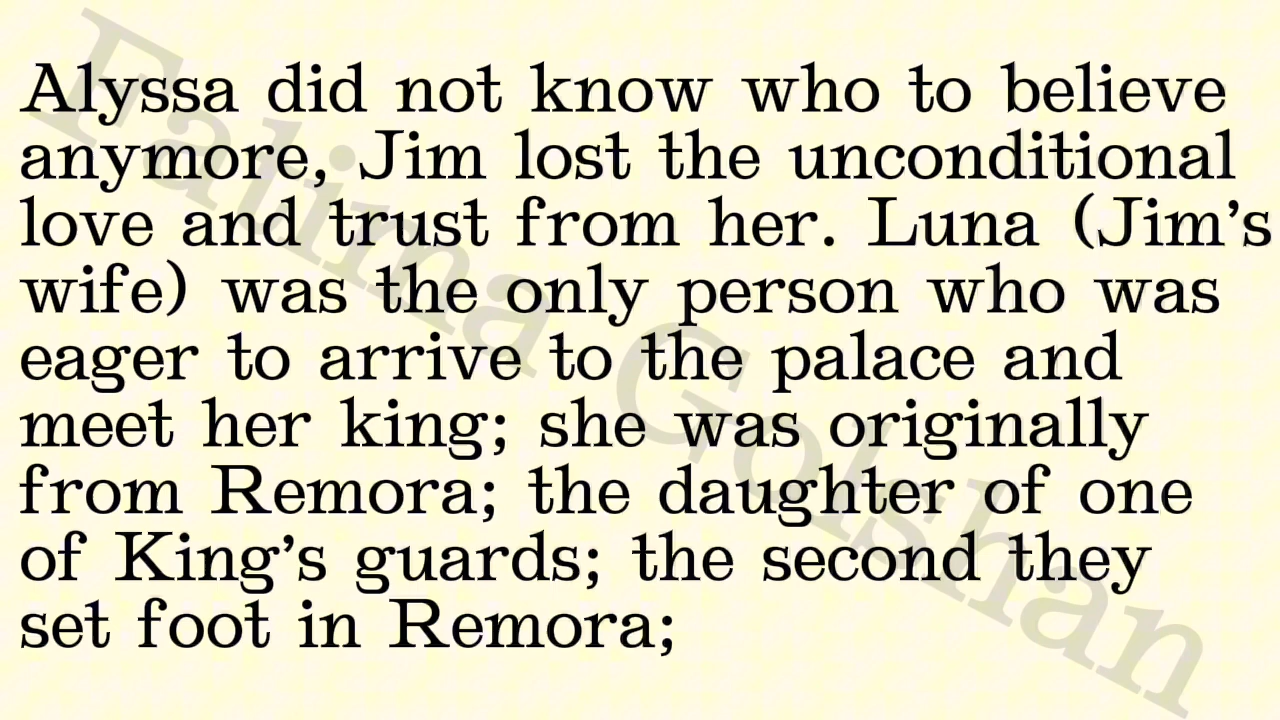 Alyssa did not know who to believe
anymore, Jim lost the unconditional
love and trust from her. Luna (Jim’s
wife) was the only person who was
eager to arrive to the palace and
meet her king; she was originally
from Remora; the daughter of one
of King’s guards; the second they
set foot in Remora;
Falima Golshan